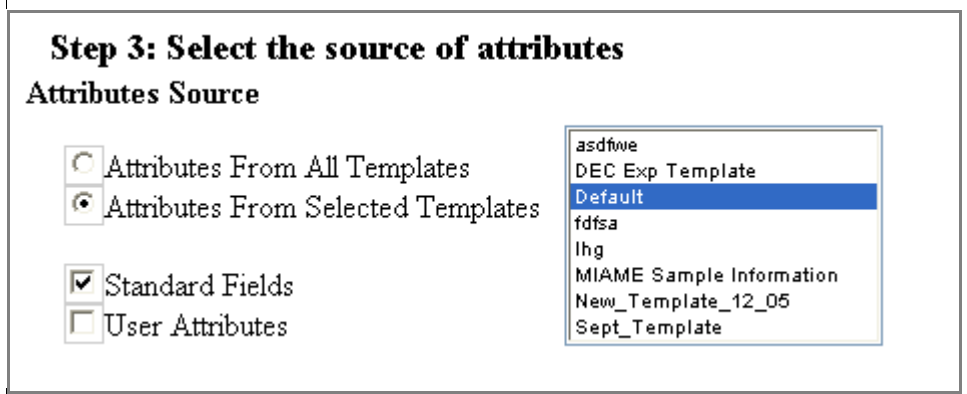 Step 3: Select the source of attributes
Attributes Source
Attributes From All Templates
Attributes From Selected Templates
Standard Fields
User Attributes
asdfwe
DEC Exp Template
Default
fdfsa
lhg
MIAME Sample Information
New_Template_12_05
Sept_Template